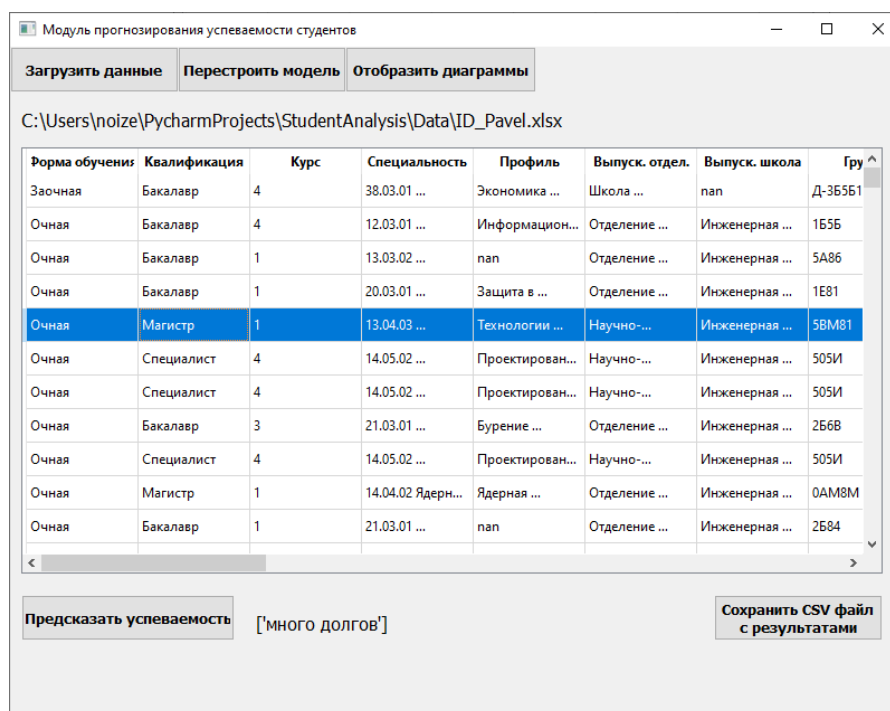 Модуль прогнозирования успеваемости студентов
Загрузить данные Перестроить модель Отобразить диаграммы
C:\Users\noize\PycharmProjects\StudentAnalysis\Data\ID_Pavel.xlsx
Форма обучения Квалификация Курс Специальность Профиль Выпуск. отдел. Выпуск. школа Гру
Заочная Бакалавр 4 38.03.01 ... Экономика ... Школа ... nan Д-3Б5Б1
Очная Бакалавр 4 12.03.01 ... Информацион... Отделение ... Инженерная ... 1Б5Б
Очная Бакалавр 1 13.03.02 ... nan Отделение ... Инженерная ... 5А86
Очная Бакалавр 1 20.03.01 ... Защита в ... Отделение ... Инженерная ... 1Е81
Очная Магистр 1 13.04.03 ... Технологии ... Научно-... Инженерная ... 5ВМ81
Очная Специалист 4 14.05.02 ... Проектирован... Научно-... Инженерная ... 505И
Очная Специалист 4 14.05.02 ... Проектирован... Научно-... Инженерная ... 505И
Очная Бакалавр 3 21.03.01 ... Бурение ... Отделение ... Инженерная ... 2Б6В
Очная Специалист 4 14.05.02 ... Проектирован... Научно-... Инженерная ... 505И
Очная Магистр 1 14.04.02 Ядерн... Ядерная ... Отделение ... Инженерная ... 0АМ8М
Очная Бакалавр 1 21.03.01 ... nan Отделение ... Инженерная ... 2Б84
Предсказать успеваемость ['много долгов'] Сохранить CSV файл
с результатами